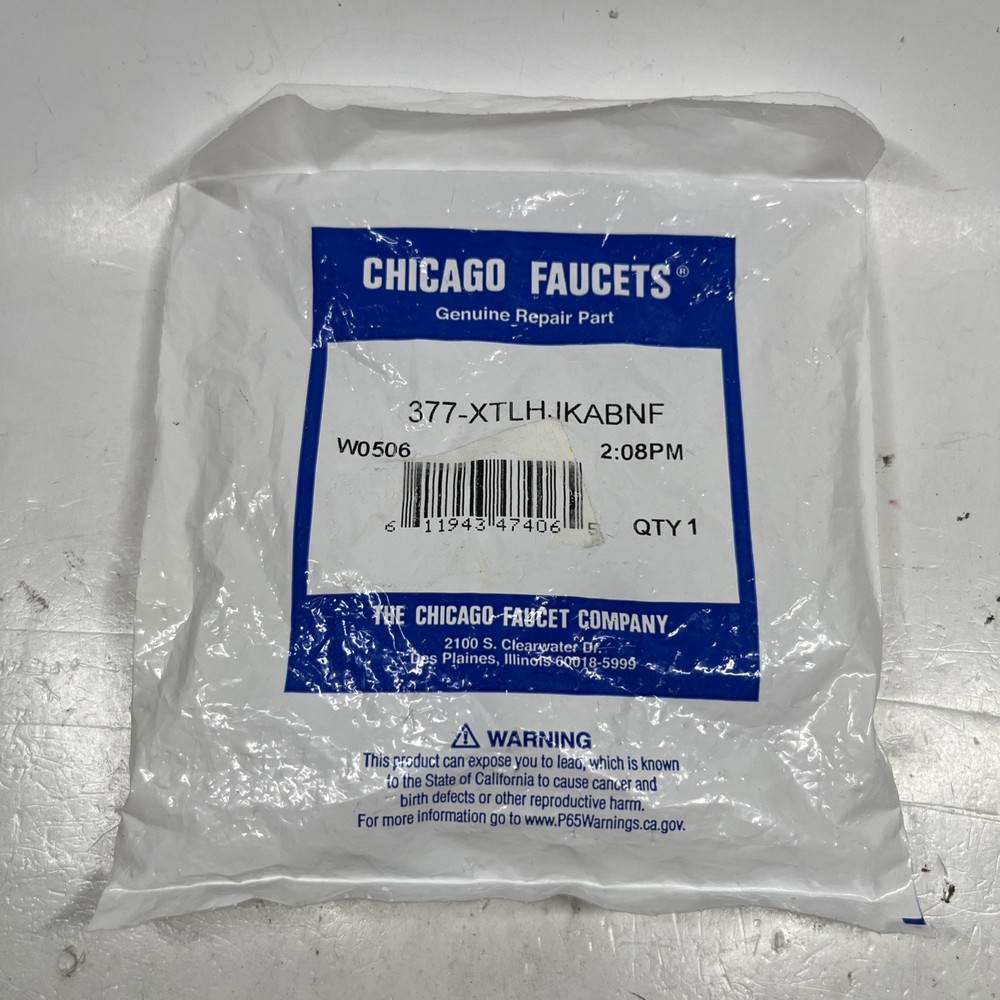 CHICAGO FAUCETS®
Genuine Repair Part
377-XTLHJKABNF
W0506 2:08PM
6 11943 47406 5 QTY 1
THE CHICAGO FAUCET COMPANY
2100 S. Clearwater Dr.
Des Plaines, Illinois 60018-5999
WARNING
This product can expose you to lead, which is known
to the State of California to cause cancer and
birth defects or other reproductive harm.
For more information go to www.P65Warnings.ca.gov.